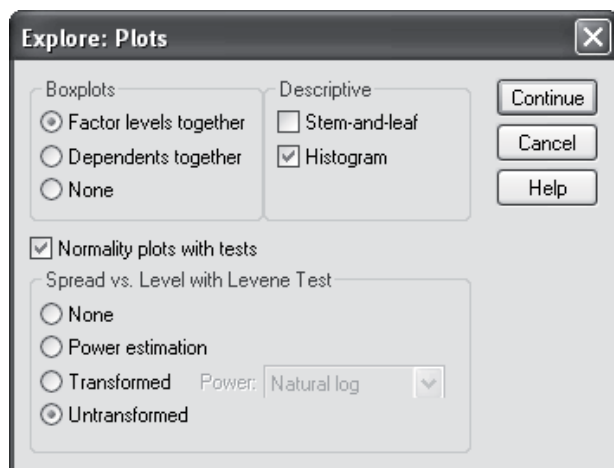 Explore: Plots
Boxplots
Factor levels together
Dependents together
None
Descriptive
Stem-and-leaf
Histogram
Continue
Cancel
Help
Normality plots with tests
Spread vs. Level with Levene Test
None
Power estimation
Transformed Power: Natural log
Untransformed